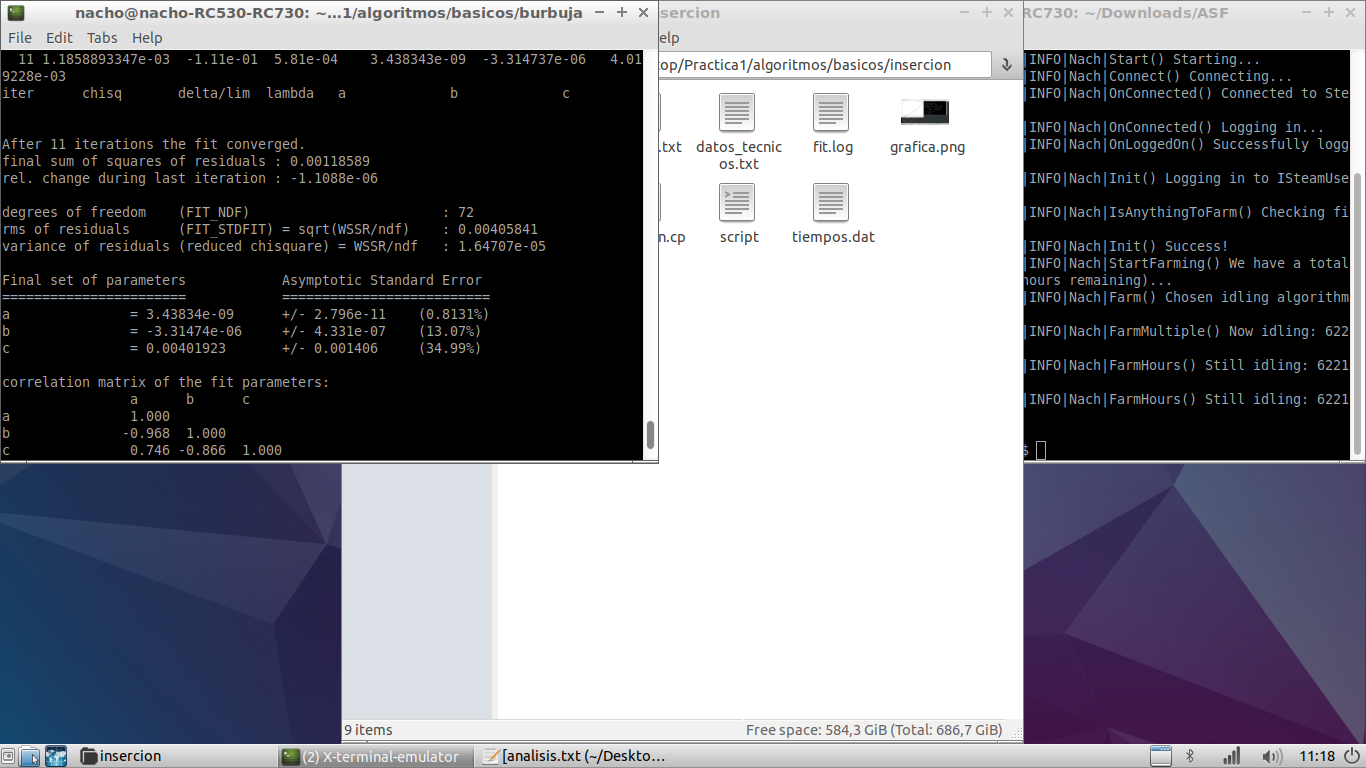 nacho@nacho-RC530-RC730: ~...1/algoritmos/basicos/burbuja
File Edit Tabs Help
11 1.1858893347e-03 -1.11e-01 5.81e-04 3.438343e-09 -3.314737e-06 4.01
9228e-03
iter chisq delta/lim lambda a b c
After 11 iterations the fit converged.
final sum of squares of residuals : 0.00118589
rel. change during last iteration : -1.1088e-06
degrees of freedom (FIT_NDF) : 72
rms of residuals (FIT_STDFIT) = sqrt(WSSR/ndf) : 0.00405841
variance of residuals (reduced chisquare) = WSSR/ndf : 1.64707e-05
Final set of parameters Asymptotic Standard Error
======================= ==========================
a = 3.43834e-09 +/- 2.796e-11 (0.8131%)
b = -3.31474e-06 +/- 4.331e-07 (13.07%)
c = 0.00401923 +/- 0.001406 (34.99%)
correlation matrix of the fit parameters:
a b c
a 1.000
b -0.968 1.000
c 0.746 -0.866 1.000
sercion
elp
top/Practica1/algoritmos/basicos/insercion
.txt
datos_tecnic
os.txt
fit.log
grafica.png
n.cp
script
tiempos.dat
9 items
Free space: 584,3 GiB (Total: 686,7 GiB)
RC730: ~/Downloads/ASF
|INFO|Nach|Start() Starting...
|INFO|Nach|Connect() Connecting...
|INFO|Nach|OnConnected() Connected to Ste
|INFO|Nach|OnConnected() Logging in...
|INFO|Nach|OnLoggedOn() Successfully logg
|INFO|Nach|Init() Logging in to ISteamUse
|INFO|Nach|IsAnythingToFarm() Checking fi
|INFO|Nach|Init() Success!
|INFO|Nach|StartFarming() We have a total
hours remaining)...
|INFO|Nach|Farm() Chosen idling algorithm
|INFO|Nach|FarmMultiple() Now idling: 622
|INFO|Nach|FarmHours() Still idling: 6221
|INFO|Nach|FarmHours() Still idling: 6221
$
insercion
(2) X-terminal-emulator
[analisis.txt (~/Deskto...
11:18